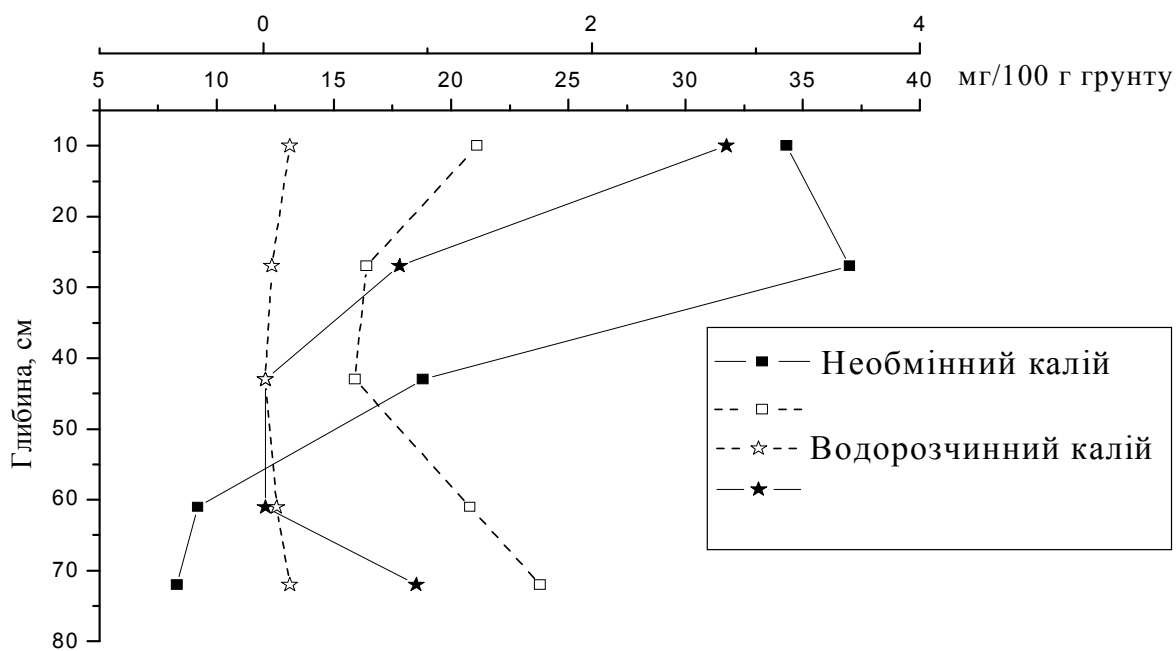 0 2 4
5 10 15 20 25 30 35 40 мг/100 г грунту
10
20
30
40
50
60
70
80
Глибина, см
Необмінний калій
Водорозчинний калій